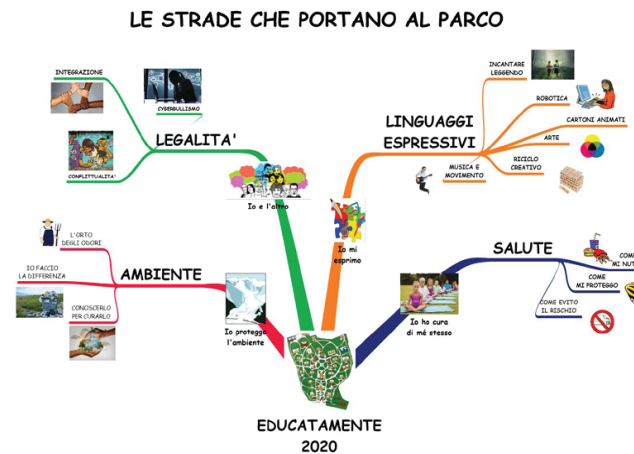 LE STRADE CHE PORTANO AL PARCO
INTEGRAZIONE
CYBERBULLISMO
LEGALITA'
CONFLITTUALITA'
Io e l'altro
INCANTARE
LEGGENDO
ROBOTICA
CARTONI ANIMATI
LINGUAGGI
ESPRESSIVI
ARTE
RICICLO
CREATIVO
MUSICA E
MOVIMENTO
Io mi
esprimo
L'ORTO
DEGLI ODORI
IO FACCIO
LA DIFFERENZA
AMBIENTE
CONOSCERLO
PER CURARLO
Io protegge
l'ambiente
SALUTE
COME
MI PROTEGGO
COME EVITO
IL RISCHIO
Io ho cura
di mé stesso
EDUCATAMENTE
2020